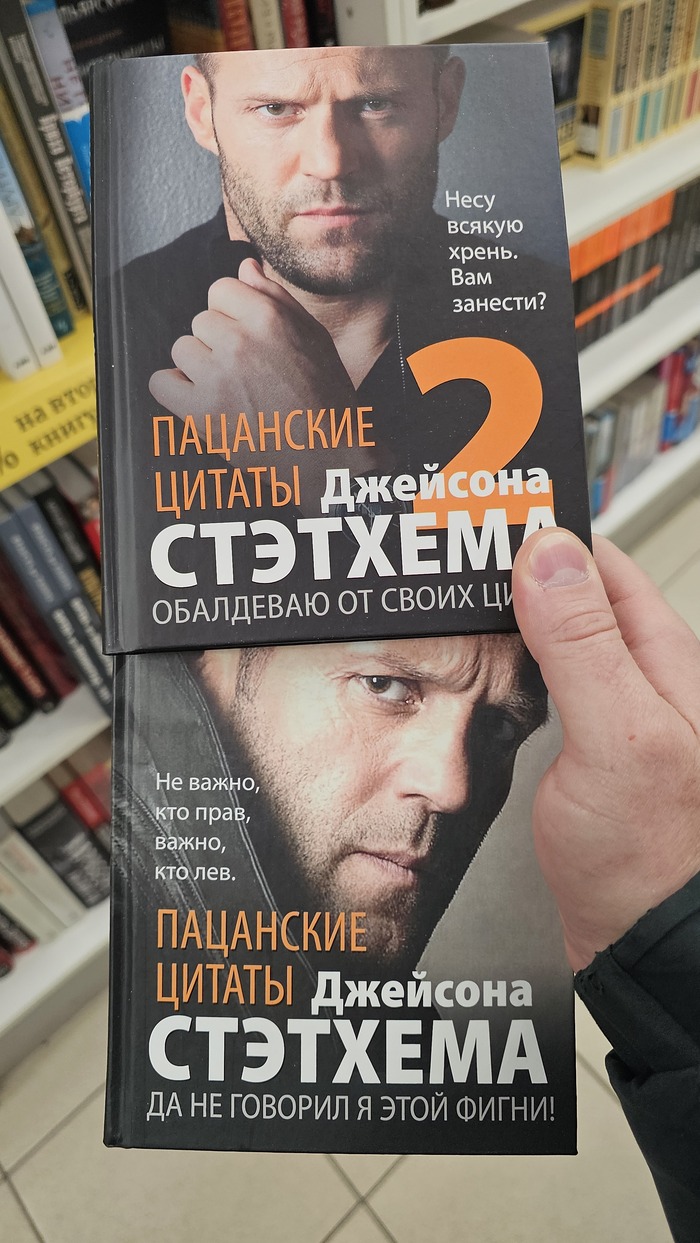 Несу
всякую
хрень.
Вам
занести?
2
ПАЦАНСКИЕ
ЦИТАТЫ Джейсона
СТЭТХЕМА
ОБАЛДЕВАЮ ОТ СВОИХ
Не важно,
кто прав,
важно,
кто лев.
ПАЦАНСКИЕ
ЦИТАТЫ Джейсона
СТЭТХЕМА
ДА НЕ ГОВОРИЛ Я ЭТОЙ ФИГНИ!